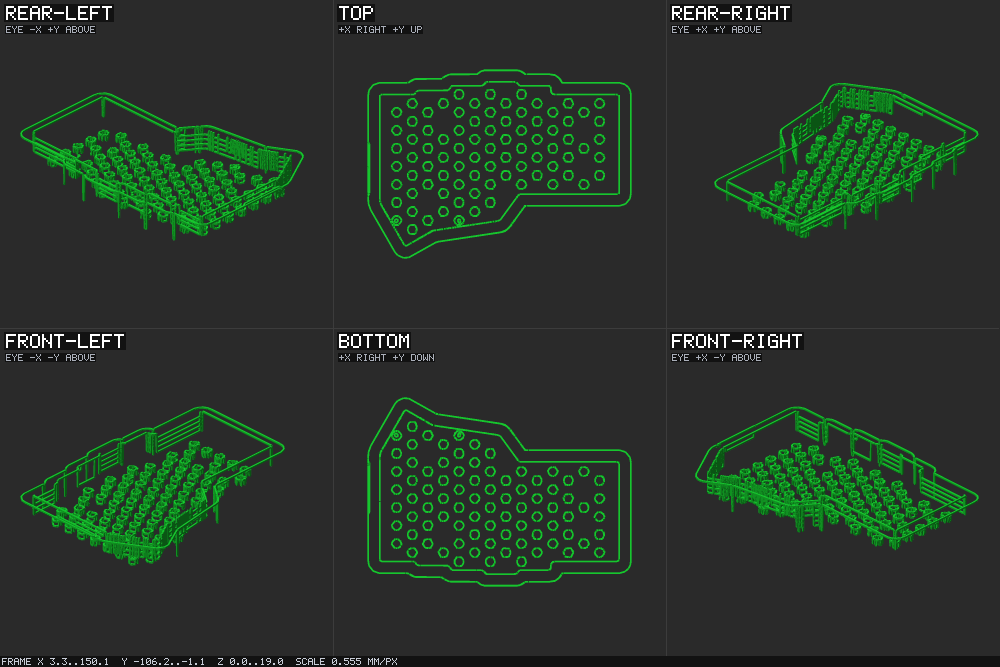 REAR-LEFT
EYE -X +Y ABOVE
TOP
+X RIGHT +Y UP
REAR-RIGHT
EYE +X +Y ABOVE
FRONT-LEFT
EYE -X -Y ABOVE
BOTTOM
+X RIGHT +Y DOWN
FRONT-RIGHT
EYE +X -Y ABOVE
FRAME X 3.3..150.1 Y -106.2..-1.1 Z 0.0..19.0 SCALE 0.555 MM/PX